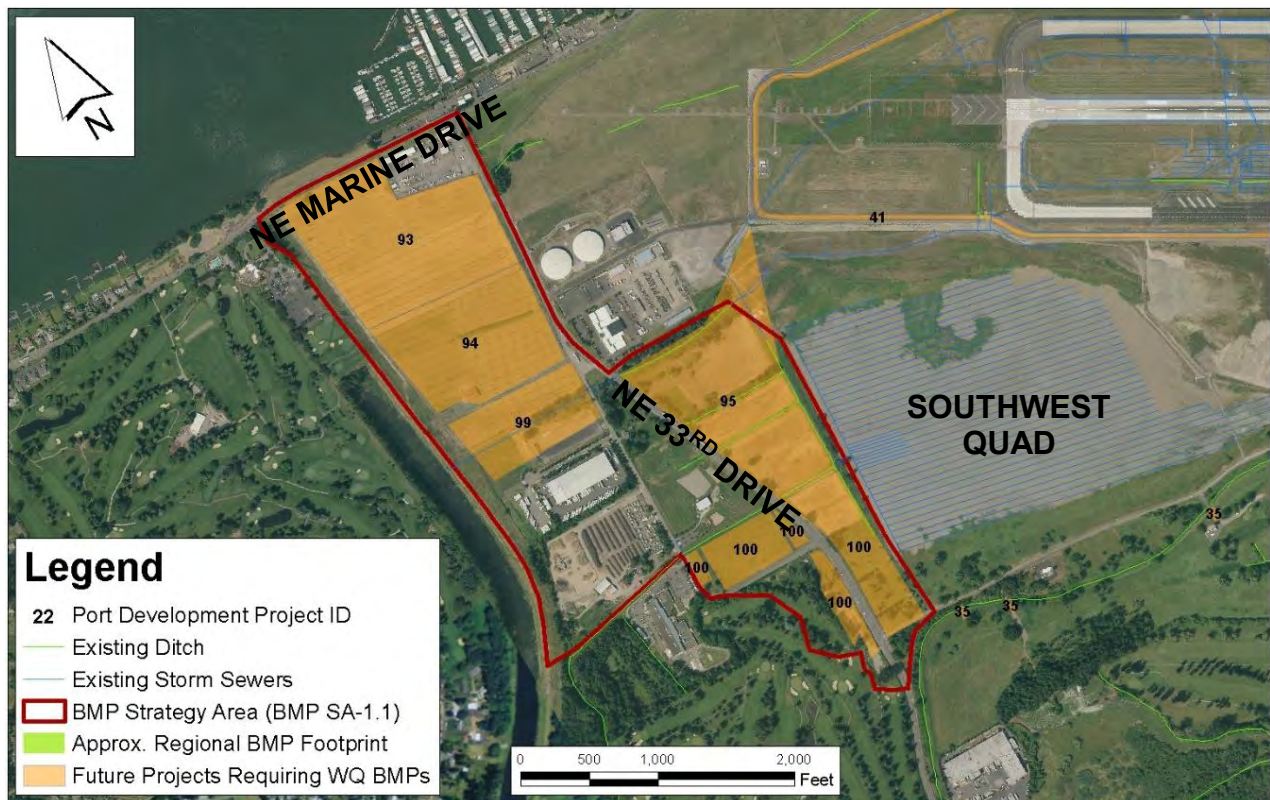 N
NE MARINE DRIVE
93
41
94
99
95
NE 33RD DRIVE
SOUTHWEST
QUAD
35
100
100
100
100
100
35
35
Legend
22 Port Development Project ID
Existing Ditch
Existing Storm Sewers
BMP Strategy Area (BMP SA-1.1)
Approx. Regional BMP Footprint
Future Projects Requiring WQ BMPs
0 500 1,000 2,000
Feet